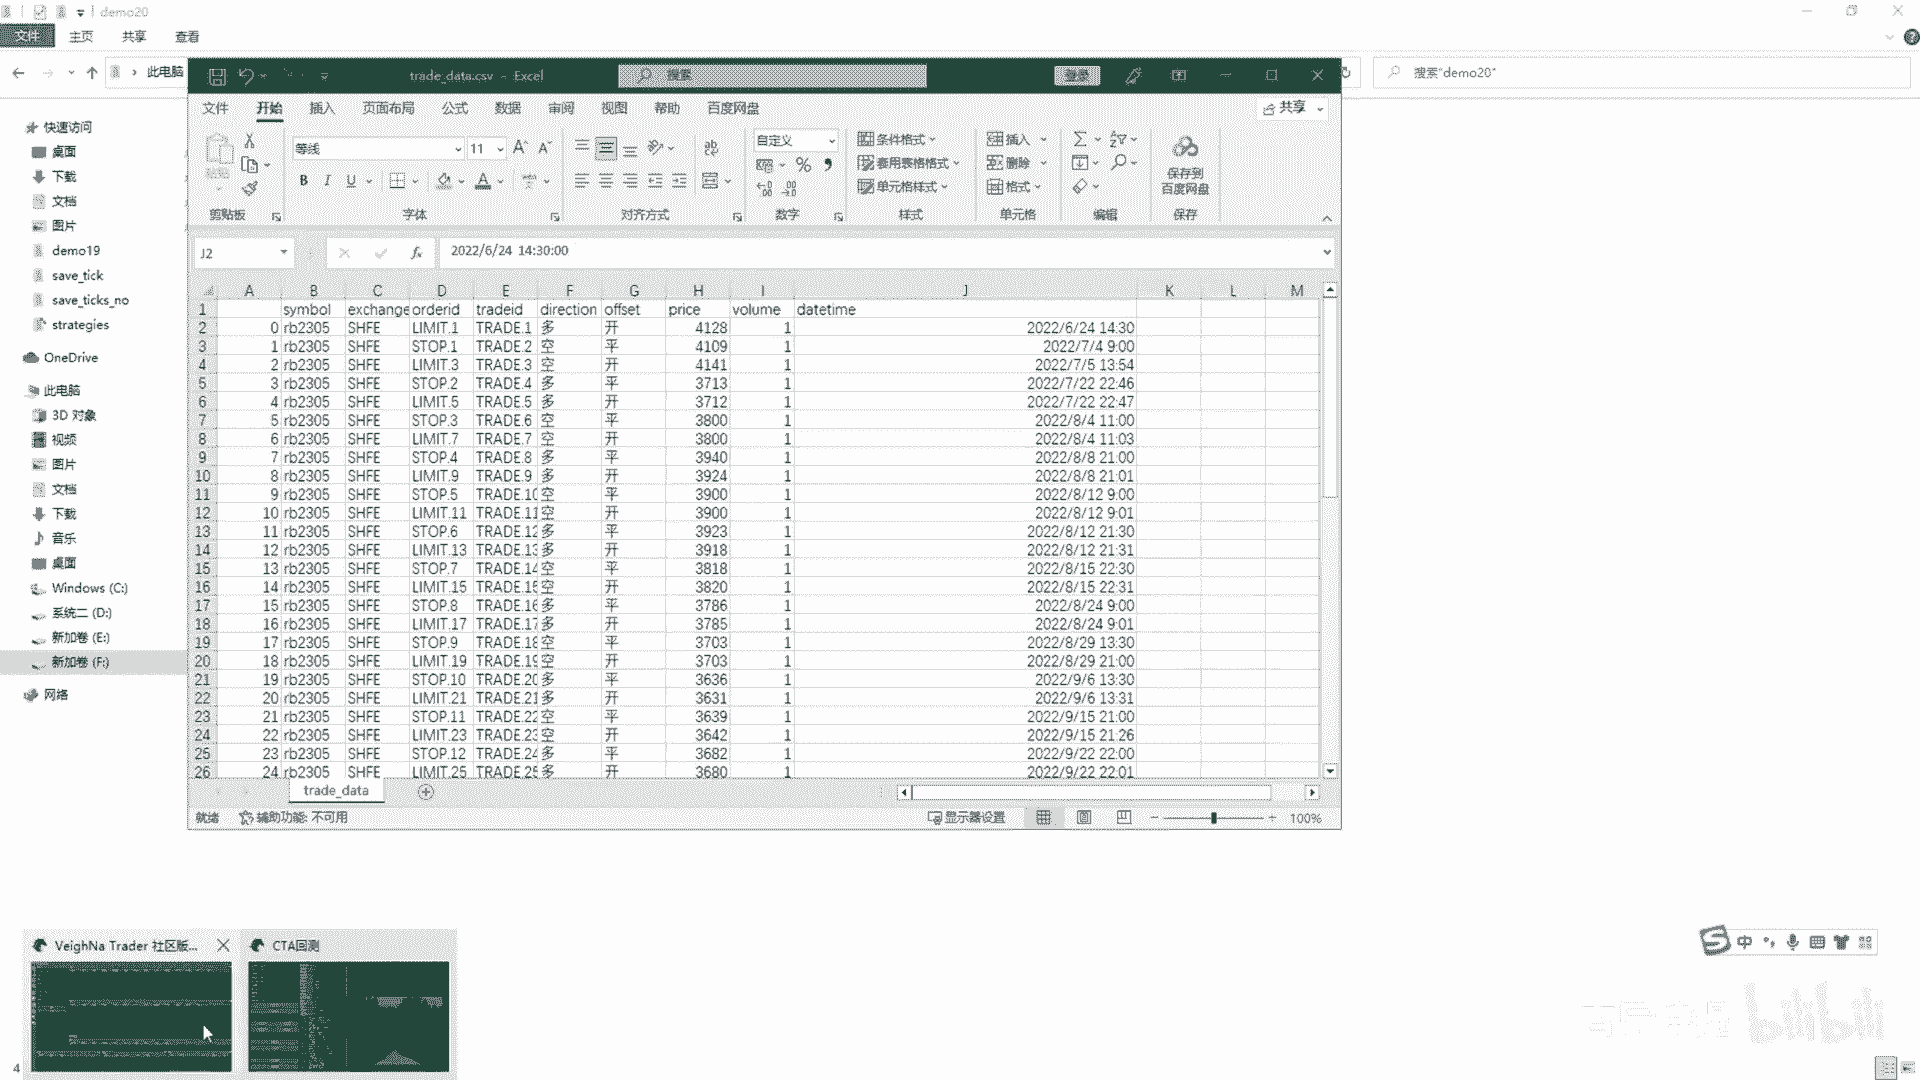 demo20
文件 主页 共享 查看
此电脑
搜索"demo20"
快速访问
桌面
下载
文档
图片
demo19
save_tick
save_ticks_no
strategies
OneDrive
此电脑
3D 对象
视频
图片
文档
下载
音乐
桌面
Windows (C:)
系统二 (D:)
新加卷 (E:)
新加卷 (F:)
网络
trade_data.csv - Excel
搜索
登录
文件 开始 插入 页面布局 公式 数据 审阅 视图 帮助 百度网盘
共享
粘贴
等线 11
B I U A
自定义
条件格式
套用表格格式
单元格样式
插入
删除
格式
保存到
百度网盘
剪贴板 字体 对齐方式 数字 样式 单元格 编辑 保存
J2 fx 2022/6/24 14:30:00
A B C D E F G H I J K L M
1 symbol exchange orderid tradeid direction offset price volume datetime
2 0 rb2305 SHFE LIMIT.1 TRADE.1 多 开 4128 1 2022/6/24 14:30
3 1 rb2305 SHFE STOP.1 TRADE.2 空 平 4109 1 2022/7/4 9:00
4 2 rb2305 SHFE LIMIT.3 TRADE.3 空 开 4141 1 2022/7/5 13:54
5 3 rb2305 SHFE STOP.2 TRADE.4 多 平 3713 1 2022/7/22 22:46
6 4 rb2305 SHFE LIMIT.5 TRADE.5 多 开 3712 1 2022/7/22 22:47
7 5 rb2305 SHFE STOP.3 TRADE.6 空 平 3800 1 2022/8/4 11:00
8 6 rb2305 SHFE LIMIT.7 TRADE.7 空 开 3800 1 2022/8/4 11:03
9 7 rb2305 SHFE STOP.4 TRADE.8 多 平 3940 1 2022/8/8 21:00
10 8 rb2305 SHFE LIMIT.9 TRADE.9 多 开 3924 1 2022/8/8 21:01
11 9 rb2305 SHFE STOP.5 TRADE.10 空 平 3900 1 2022/8/12 9:00
12 10 rb2305 SHFE LIMIT.11 TRADE.11 空 开 3900 1 2022/8/12 9:01
13 11 rb2305 SHFE STOP.6 TRADE.12 多 平 3923 1 2022/8/12 21:30
14 12 rb2305 SHFE LIMIT.13 TRADE.13 多 开 3918 1 2022/8/12 21:31
15 13 rb2305 SHFE STOP.7 TRADE.14 空 平 3818 1 2022/8/15 22:30
16 14 rb2305 SHFE LIMIT.15 TRADE.15 空 开 3820 1 2022/8/15 22:31
17 15 rb2305 SHFE STOP.8 TRADE.16 多 平 3786 1 2022/8/24 9:00
18 16 rb2305 SHFE LIMIT.17 TRADE.17 多 开 3785 1 2022/8/24 9:01
19 17 rb2305 SHFE STOP.9 TRADE.18 空 平 3703 1 2022/8/29 13:30
20 18 rb2305 SHFE LIMIT.19 TRADE.19 空 开 3703 1 2022/8/29 21:00
21 19 rb2305 SHFE STOP.10 TRADE.20 多 平 3636 1 2022/9/6 13:30
22 20 rb2305 SHFE LIMIT.21 TRADE.21 多 开 3631 1 2022/9/6 13:31
23 21 rb2305 SHFE STOP.11 TRADE.22 空 平 3639 1 2022/9/15 21:00
24 22 rb2305 SHFE LIMIT.23 TRADE.23 空 开 3642 1 2022/9/15 21:26
25 23 rb2305 SHFE STOP.12 TRADE.24 多 平 3682 1 2022/9/22 22:00
26 24 rb2305 SHFE LIMIT.25 TRADE.25 多 开 3680 1 2022/9/22 22:01
trade_data
就绪 辅助功能: 不可用 显示器设置 100%
VeighNa Trader 社区版... CTA回测
中
bilibili
4